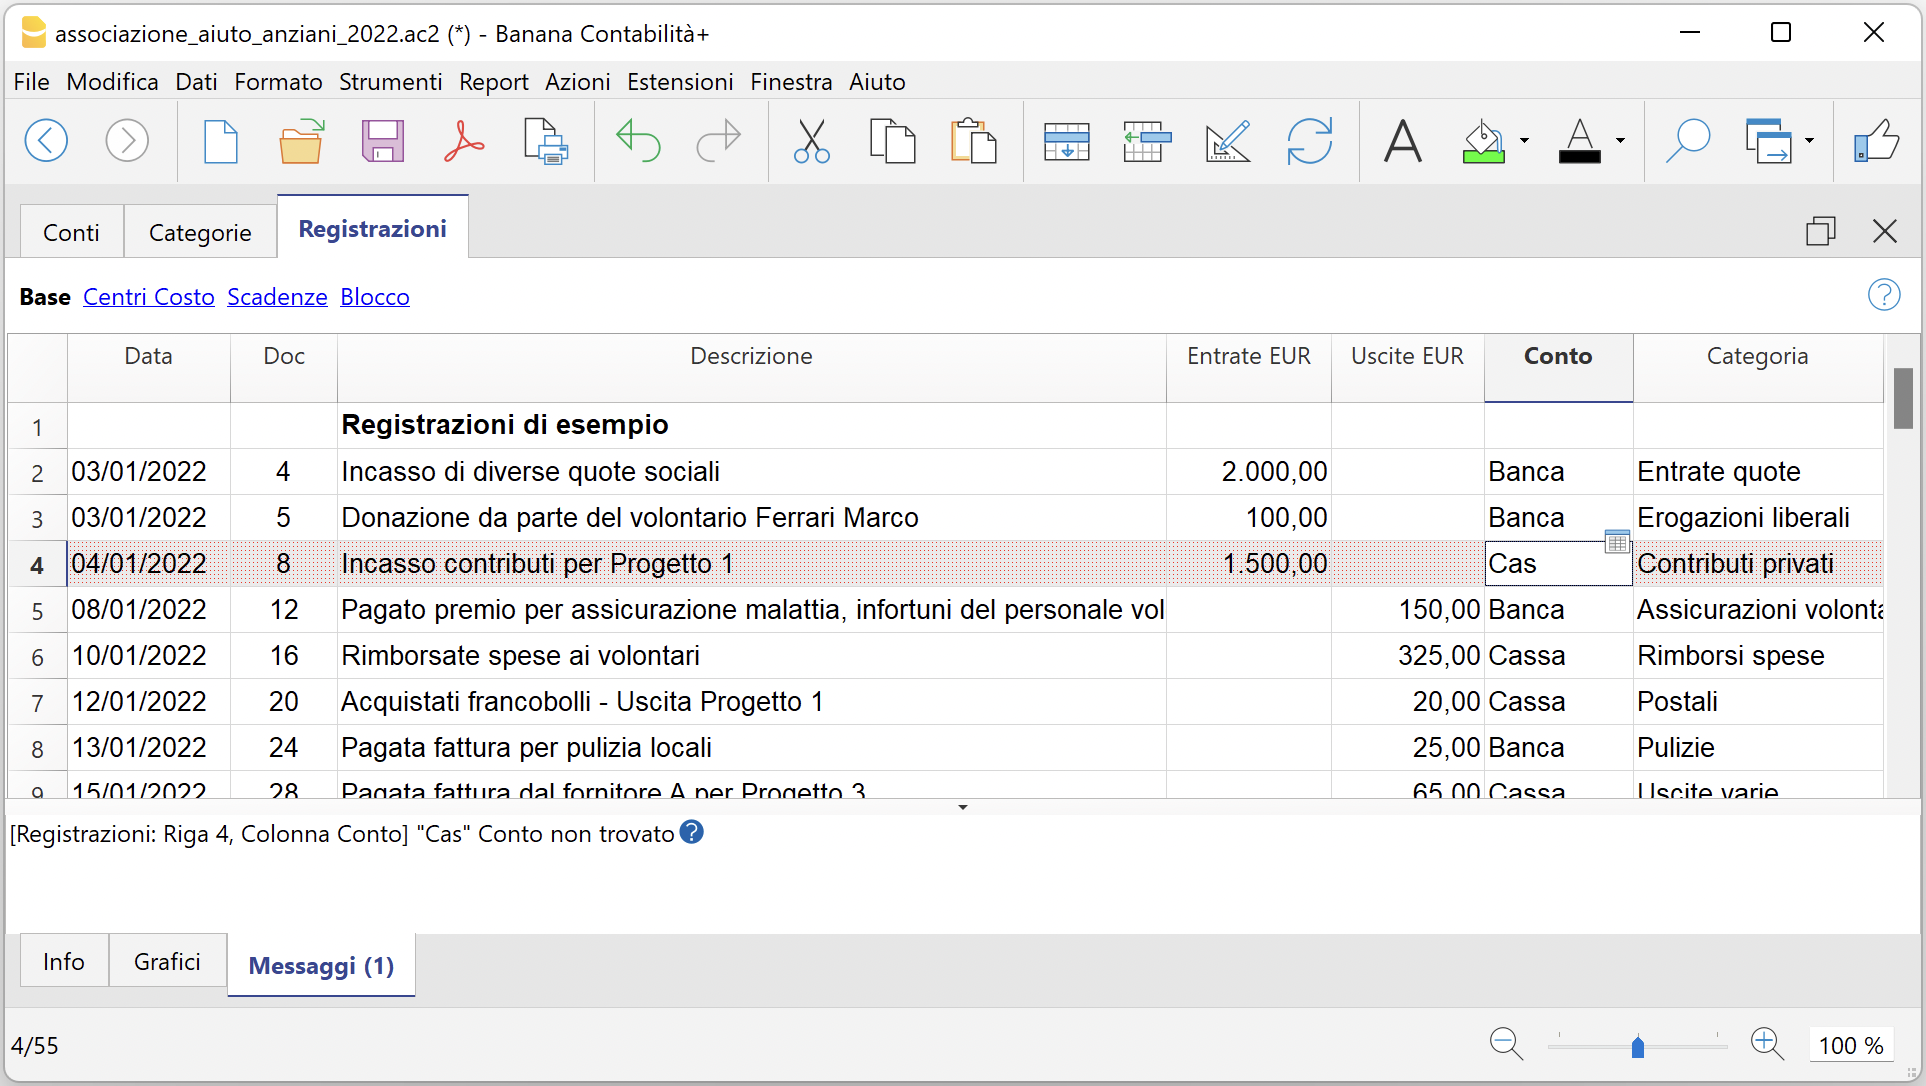 associazione_aiuto_anziani_2022.ac2 (*) - Banana Contabilità+
File Modifica Dati Formato Strumenti Report Azioni Estensioni Finestra Aiuto
Conti Categorie Registrazioni
Base Centri Costo Scadenze Blocco
Data Doc Descrizione Entrate EUR Uscite EUR Conto Categoria
1 Registrazioni di esempio
2 03/01/2022 4 Incasso di diverse quote sociali 2.000,00 Banca Entrate quote
3 03/01/2022 5 Donazione da parte del volontario Ferrari Marco 100,00 Banca Erogazioni liberali
4 04/01/2022 8 Incasso contributi per Progetto 1 1.500,00 Cas Contributi privati
5 08/01/2022 12 Pagato premio per assicurazione malattia, infortuni del personale vol 150,00 Banca Assicurazioni volonta
6 10/01/2022 16 Rimborsate spese ai volontari 325,00 Cassa Rimborsi spese
7 12/01/2022 20 Acquistati francobolli - Uscita Progetto 1 20,00 Cassa Postali
8 13/01/2022 24 Pagata fattura per pulizia locali 25,00 Banca Pulizie
9 15/01/2022 28 Pagata fattura dal fornitore A per Progetto 3 65,00 Cassa Uscite varie
[Registrazioni: Riga 4, Colonna Conto] "Cas" Conto non trovato
Info Grafici Messaggi (1)
4/55 100 %